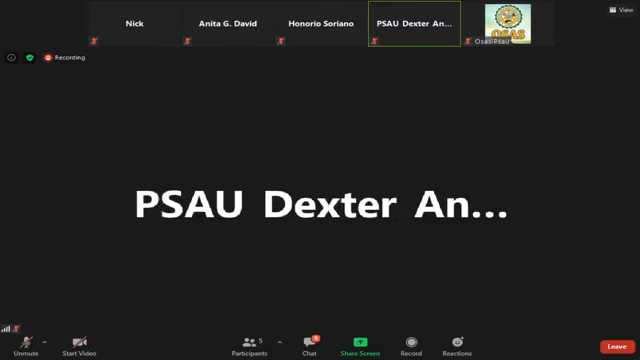 View
Nick
Anita G. David
Honorio Soriano
PSAU Dexter An...
OSAS
Osas Psau
Recording
PSAU Dexter An...
Unmute
Start Video
Participants
5
Chat
Share Screen
Record
Reactions
Leave